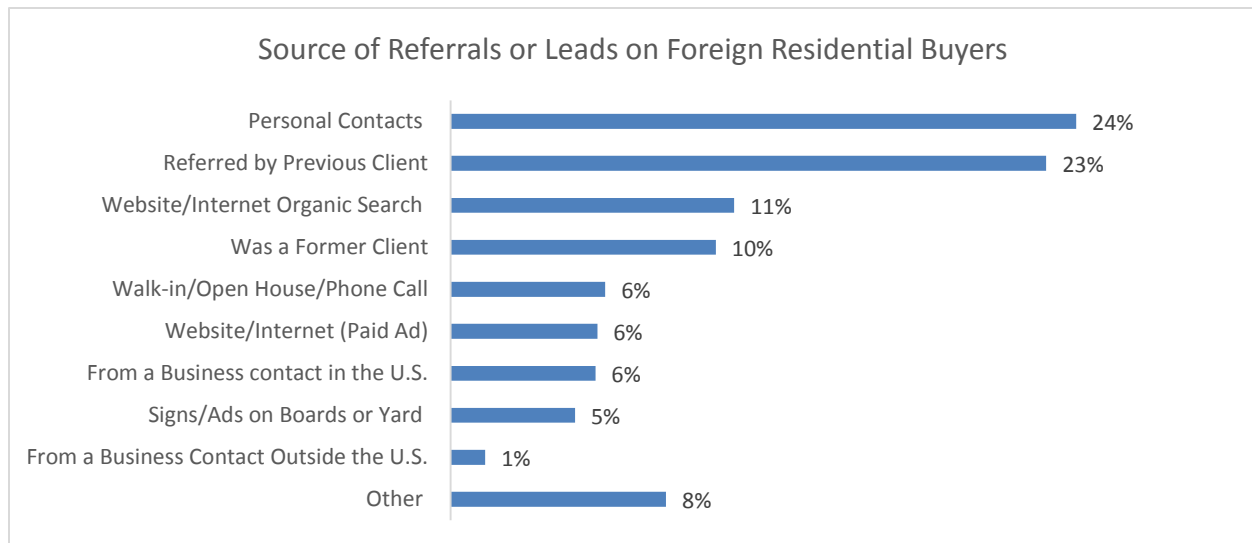 Source of Referrals or Leads on Foreign Residential Buyers
Personal Contacts 24%
Referred by Previous Client 23%
Website/Internet Organic Search 11%
Was a Former Client 10%
Walk-in/Open House/Phone Call 6%
Website/Internet (Paid Ad) 6%
From a Business contact in the U.S. 6%
Signs/Ads on Boards or Yard 5%
From a Business Contact Outside the U.S. 1%
Other 8%